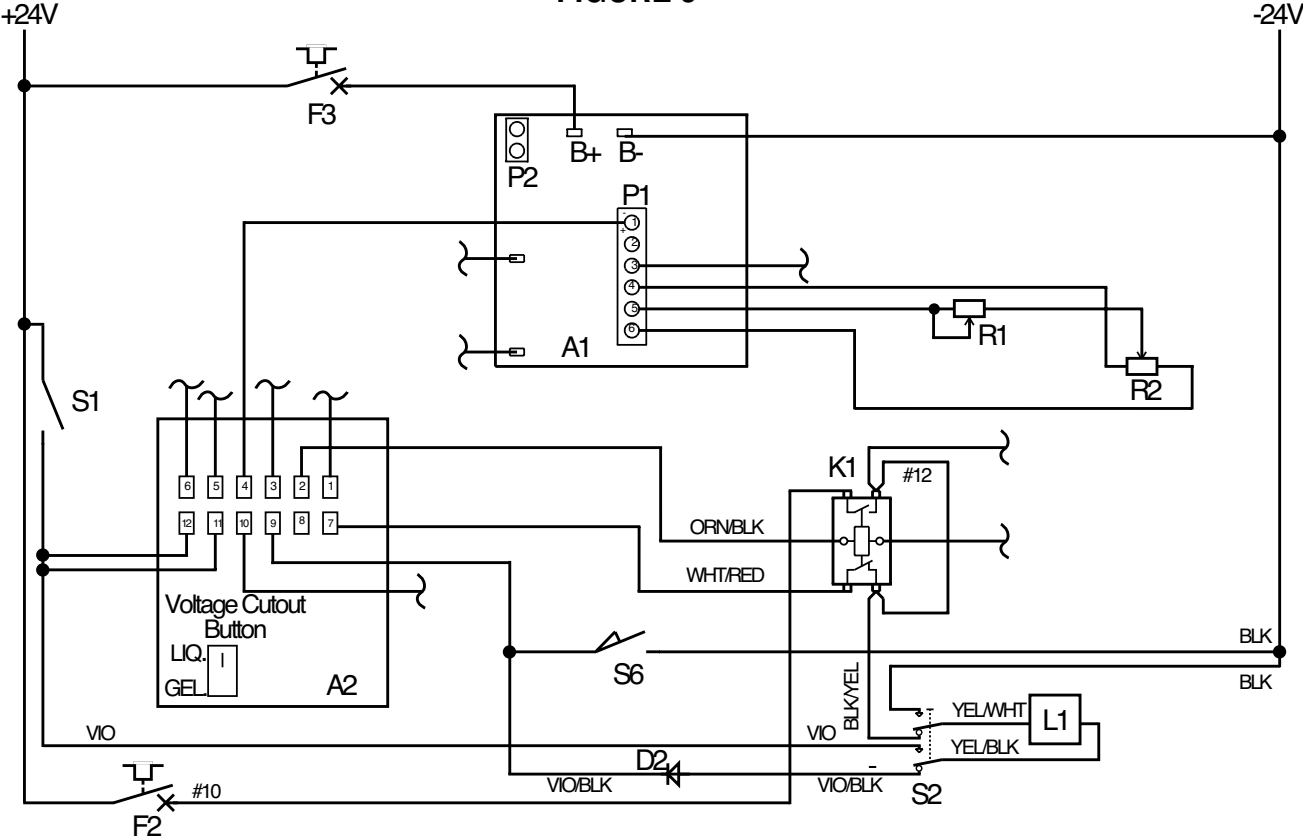 +24V
-24V
F3
B+ B-
P2
P1
-
1
+
2
3
4
5
6
A1
R1
R2
S1
6 5 4 3 2 1
12 11 10 9 8 7
K1
#12
ORN/BLK
WHT/RED
Voltage Cutout
Button
LIQ.
I
GEL.
A2
S6
BLK
BLK
BLK/YEL
YEL/WHT
L1
VIO
VIO
YEL/BLK
D2
VIO/BLK
-
VIO/BLK
S2
#10
F2